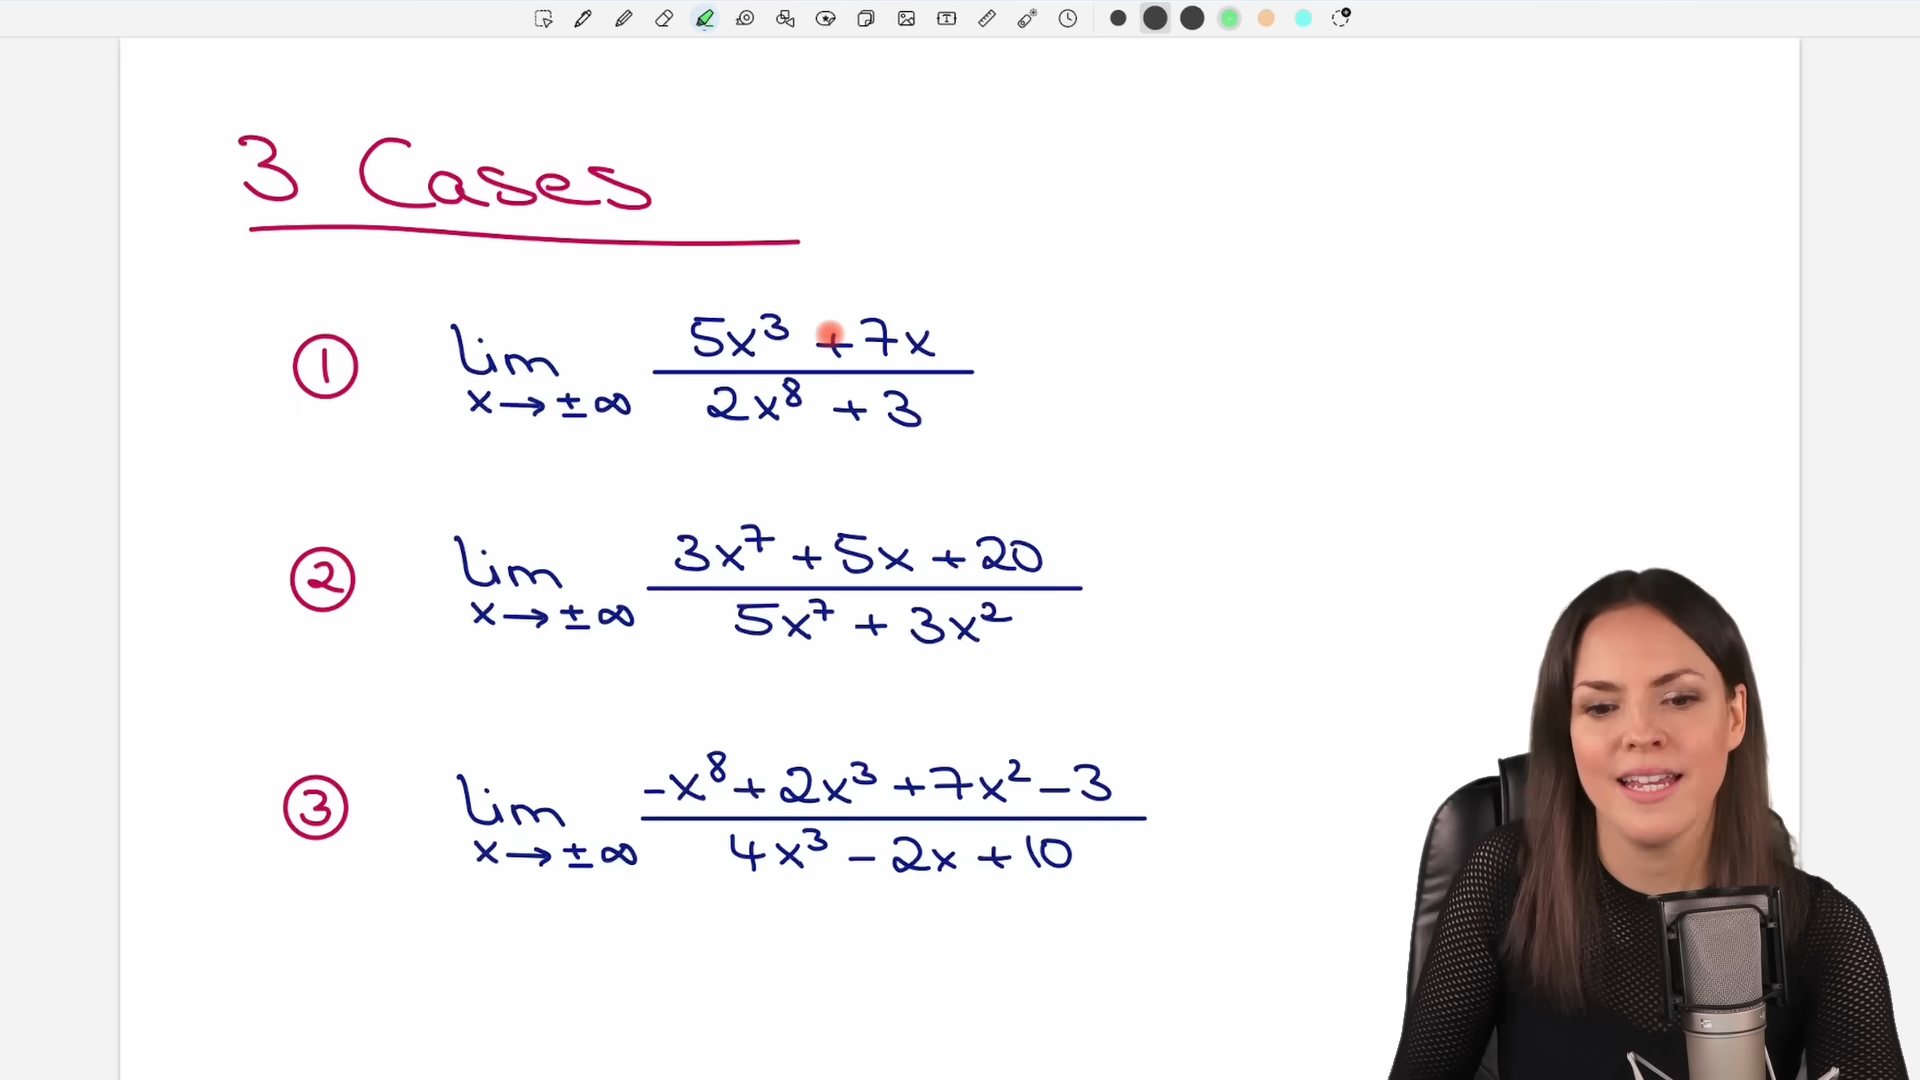 3 Cases
① lim x→±∞ (5x³ + 7x)/(2x⁸ + 3)
② lim x→±∞ (3x⁷ + 5x + 20)/(5x⁷ + 3x²)
③ lim x→±∞ (-x⁸ + 2x³ + 7x² - 3)/(4x³ - 2x + 10)